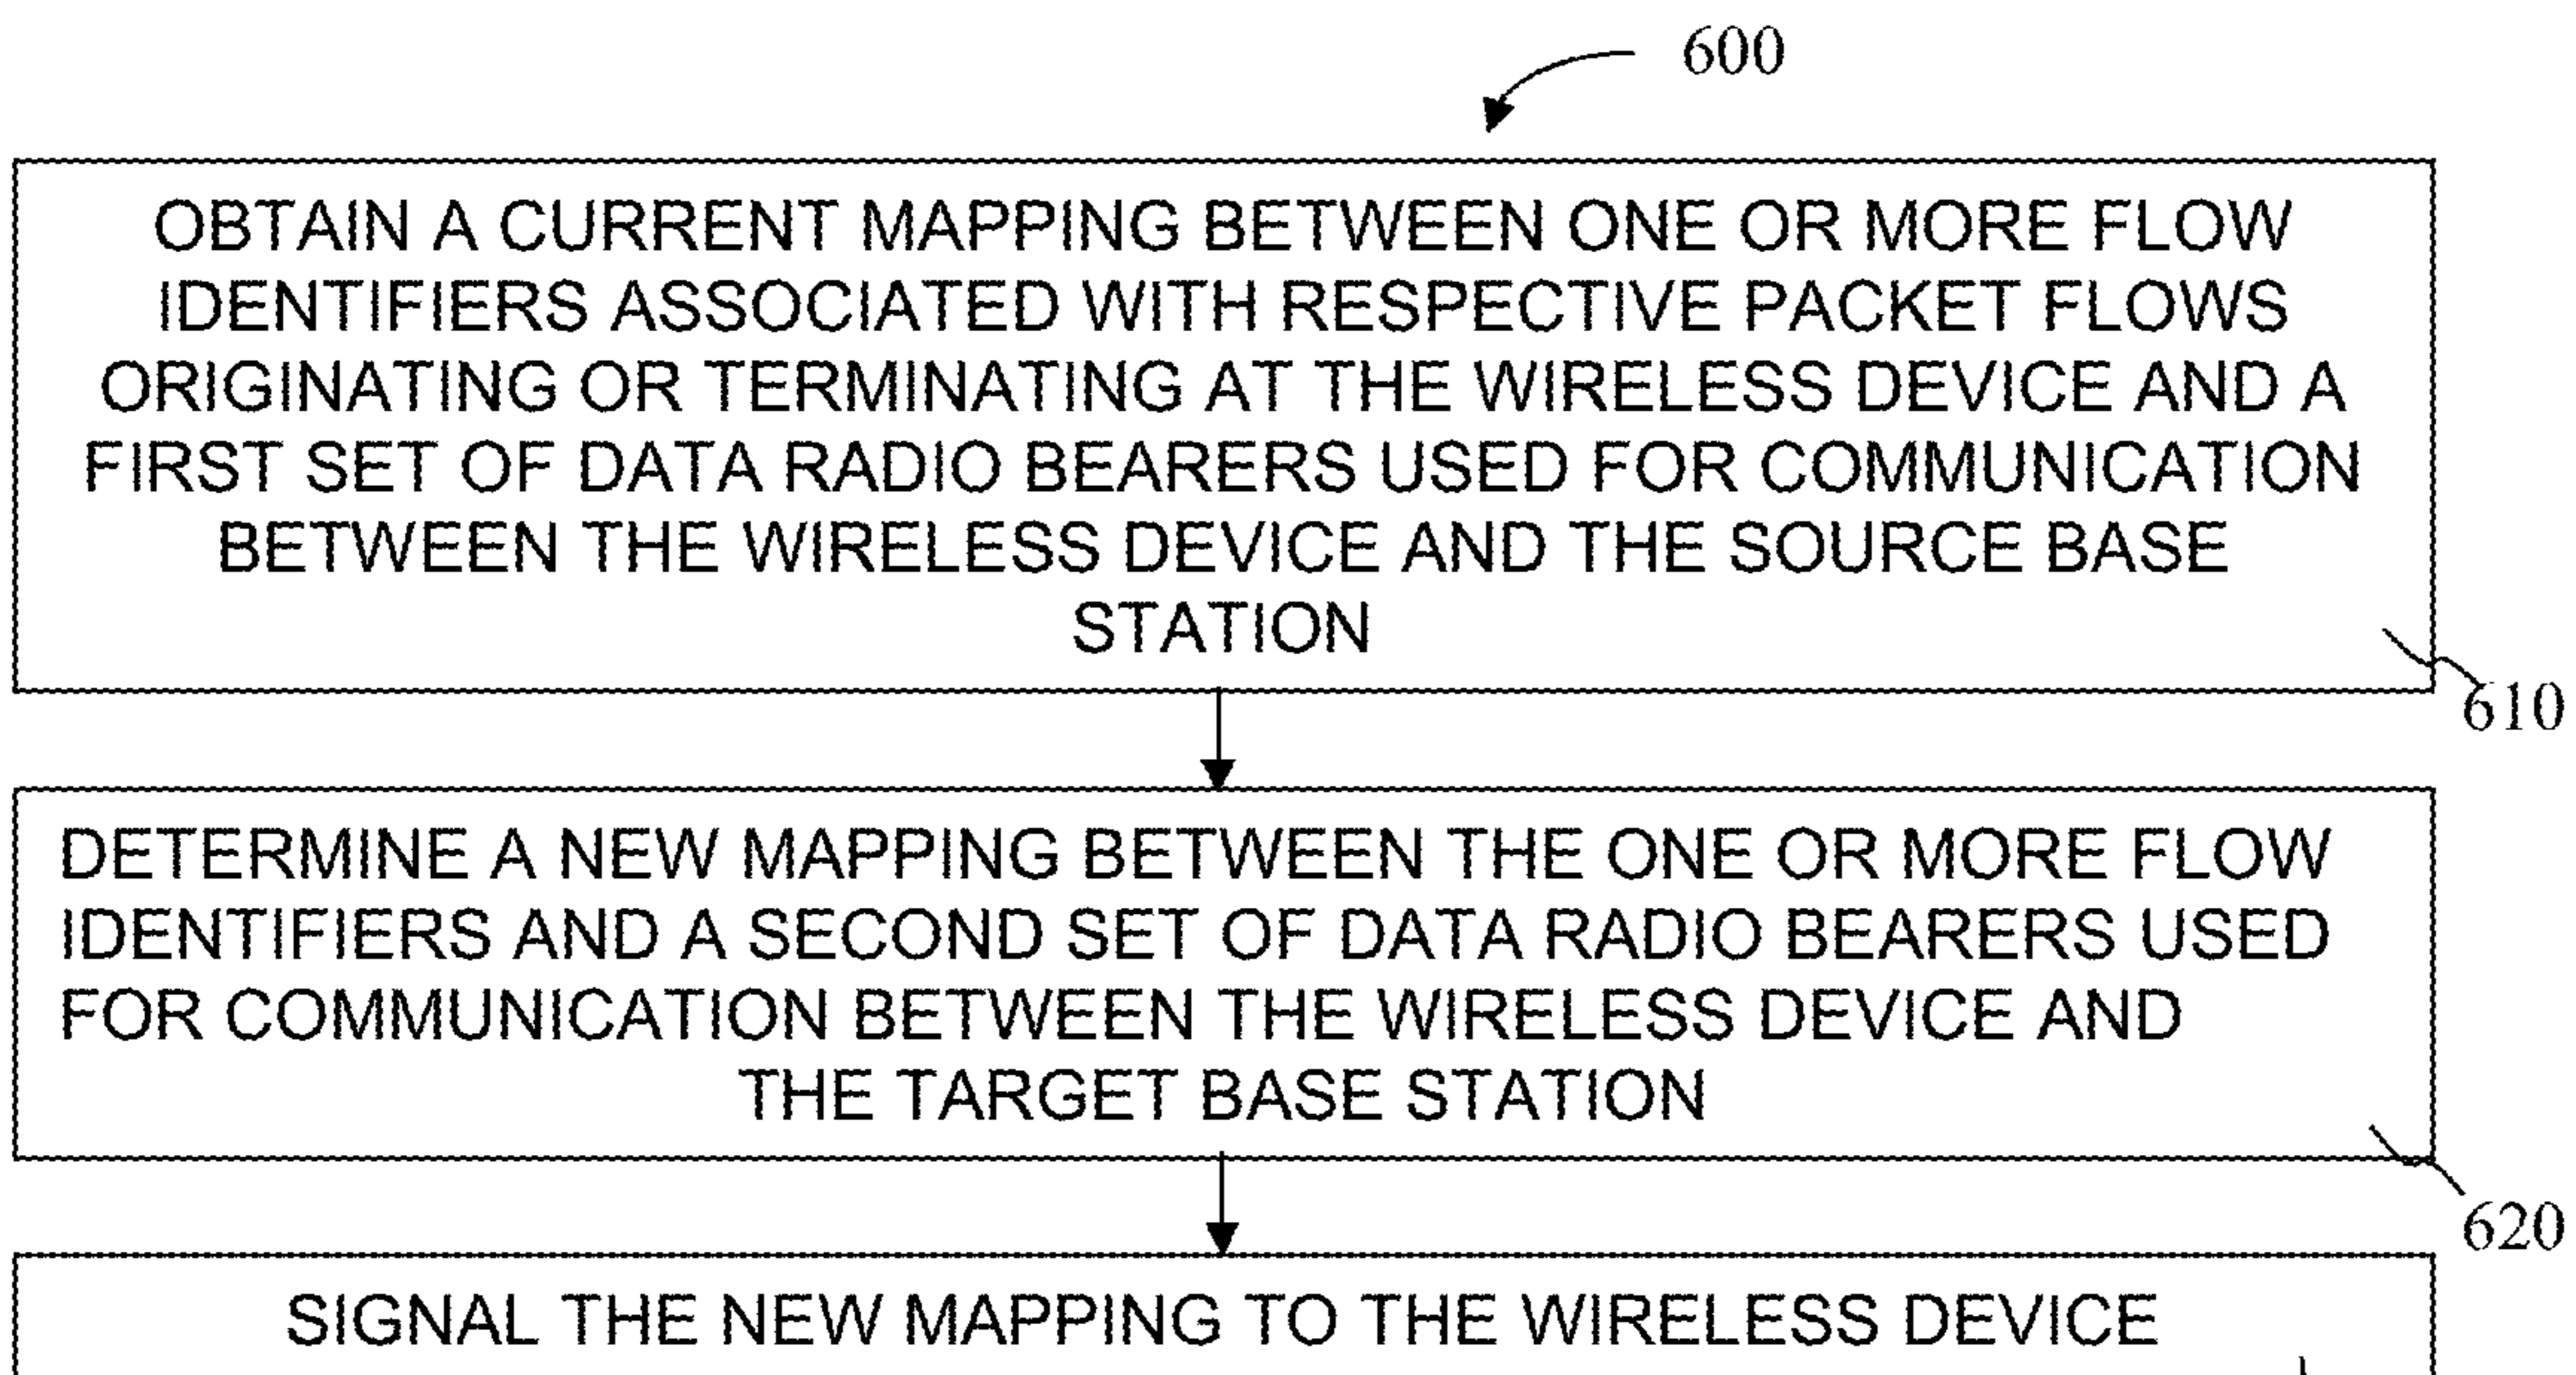 600
OBTAIN A CURRENT MAPPING BETWEEN ONE OR MORE FLOW
IDENTIFIERS ASSOCIATED WITH RESPECTIVE PACKET FLOWS
ORIGINATING OR TERMINATING AT THE WIRELESS DEVICE AND A
FIRST SET OF DATA RADIO BEARERS USED FOR COMMUNICATION
BETWEEN THE WIRELESS DEVICE AND THE SOURCE BASE
STATION
610
DETERMINE A NEW MAPPING BETWEEN THE ONE OR MORE FLOW
IDENTIFIERS AND A SECOND SET OF DATA RADIO BEARERS USED
FOR COMMUNICATION BETWEEN THE WIRELESS DEVICE AND
THE TARGET BASE STATION
620
SIGNAL THE NEW MAPPING TO THE WIRELESS DEVICE